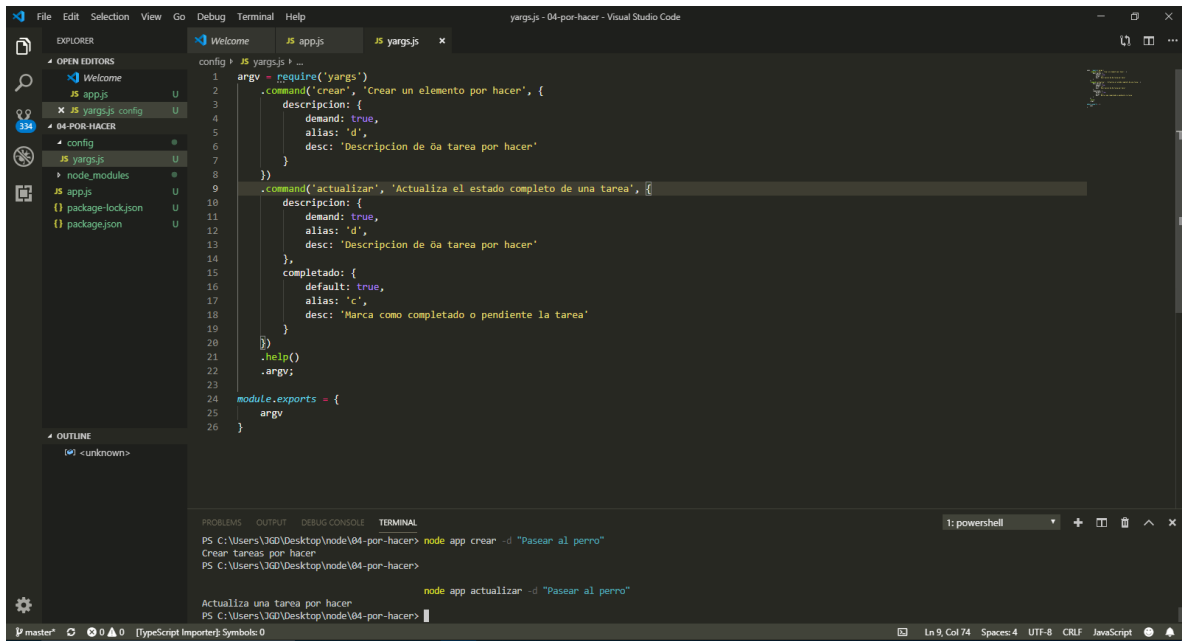 File Edit Selection View Go Debug Terminal Help
yargs.js - 04-por-hacer - Visual Studio Code
EXPLORER
OPEN EDITORS
Welcome
JS app.js U
JS yargs.js config U
334
04-POR-HACER
config
JS yargs.js U
node_modules
JS app.js U
{} package-lock.json U
{} package.json U
OUTLINE
<unknown>
Welcome
JS app.js
JS yargs.js
config JS yargs.js ...
1 argv = require('yargs')
2 .command('crear', 'Crear un elemento por hacer', {
3 descripcion: {
4 demand: true,
5 alias: 'd',
6 desc: 'Descripcion de öa tarea por hacer'
7 }
8 })
9 .command('actualizar', 'Actualiza el estado completo de una tarea', {
10 descripcion: {
11 demand: true,
12 alias: 'd',
13 desc: 'Descripcion de öa tarea por hacer'
14 },
15 completado: {
16 default: true,
17 alias: 'c',
18 desc: 'Marca como completado o pendiente la tarea'
19 }
20 })
21 .help()
22 .argv;
23
24 module.exports = {
25 argv
26 }
PROBLEMS OUTPUT DEBUG CONSOLE TERMINAL
1: powershell
PS C:\Users\JGD\Desktop\node\04-por-hacer> node app crear -d "Pasear al perro"
Crear tareas por hacer
PS C:\Users\JGD\Desktop\node\04-por-hacer>
node app actualizar -d "Pasear al perro"
Actualiza una tarea por hacer
PS C:\Users\JGD\Desktop\node\04-por-hacer>
master* 0 0 [TypeScript Importer]: Symbols: 0
Ln 9, Col 74 Spaces: 4 UTF-8 CRLF JavaScript